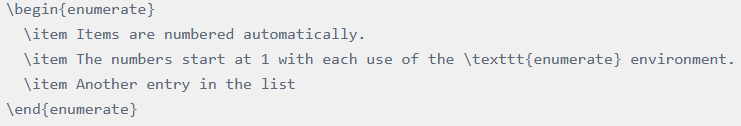 \begin{enumerate}
\item Items are numbered automatically.
\item The numbers start at 1 with each use of the \texttt{enumerate} environment.
\item Another entry in the list
\end{enumerate}